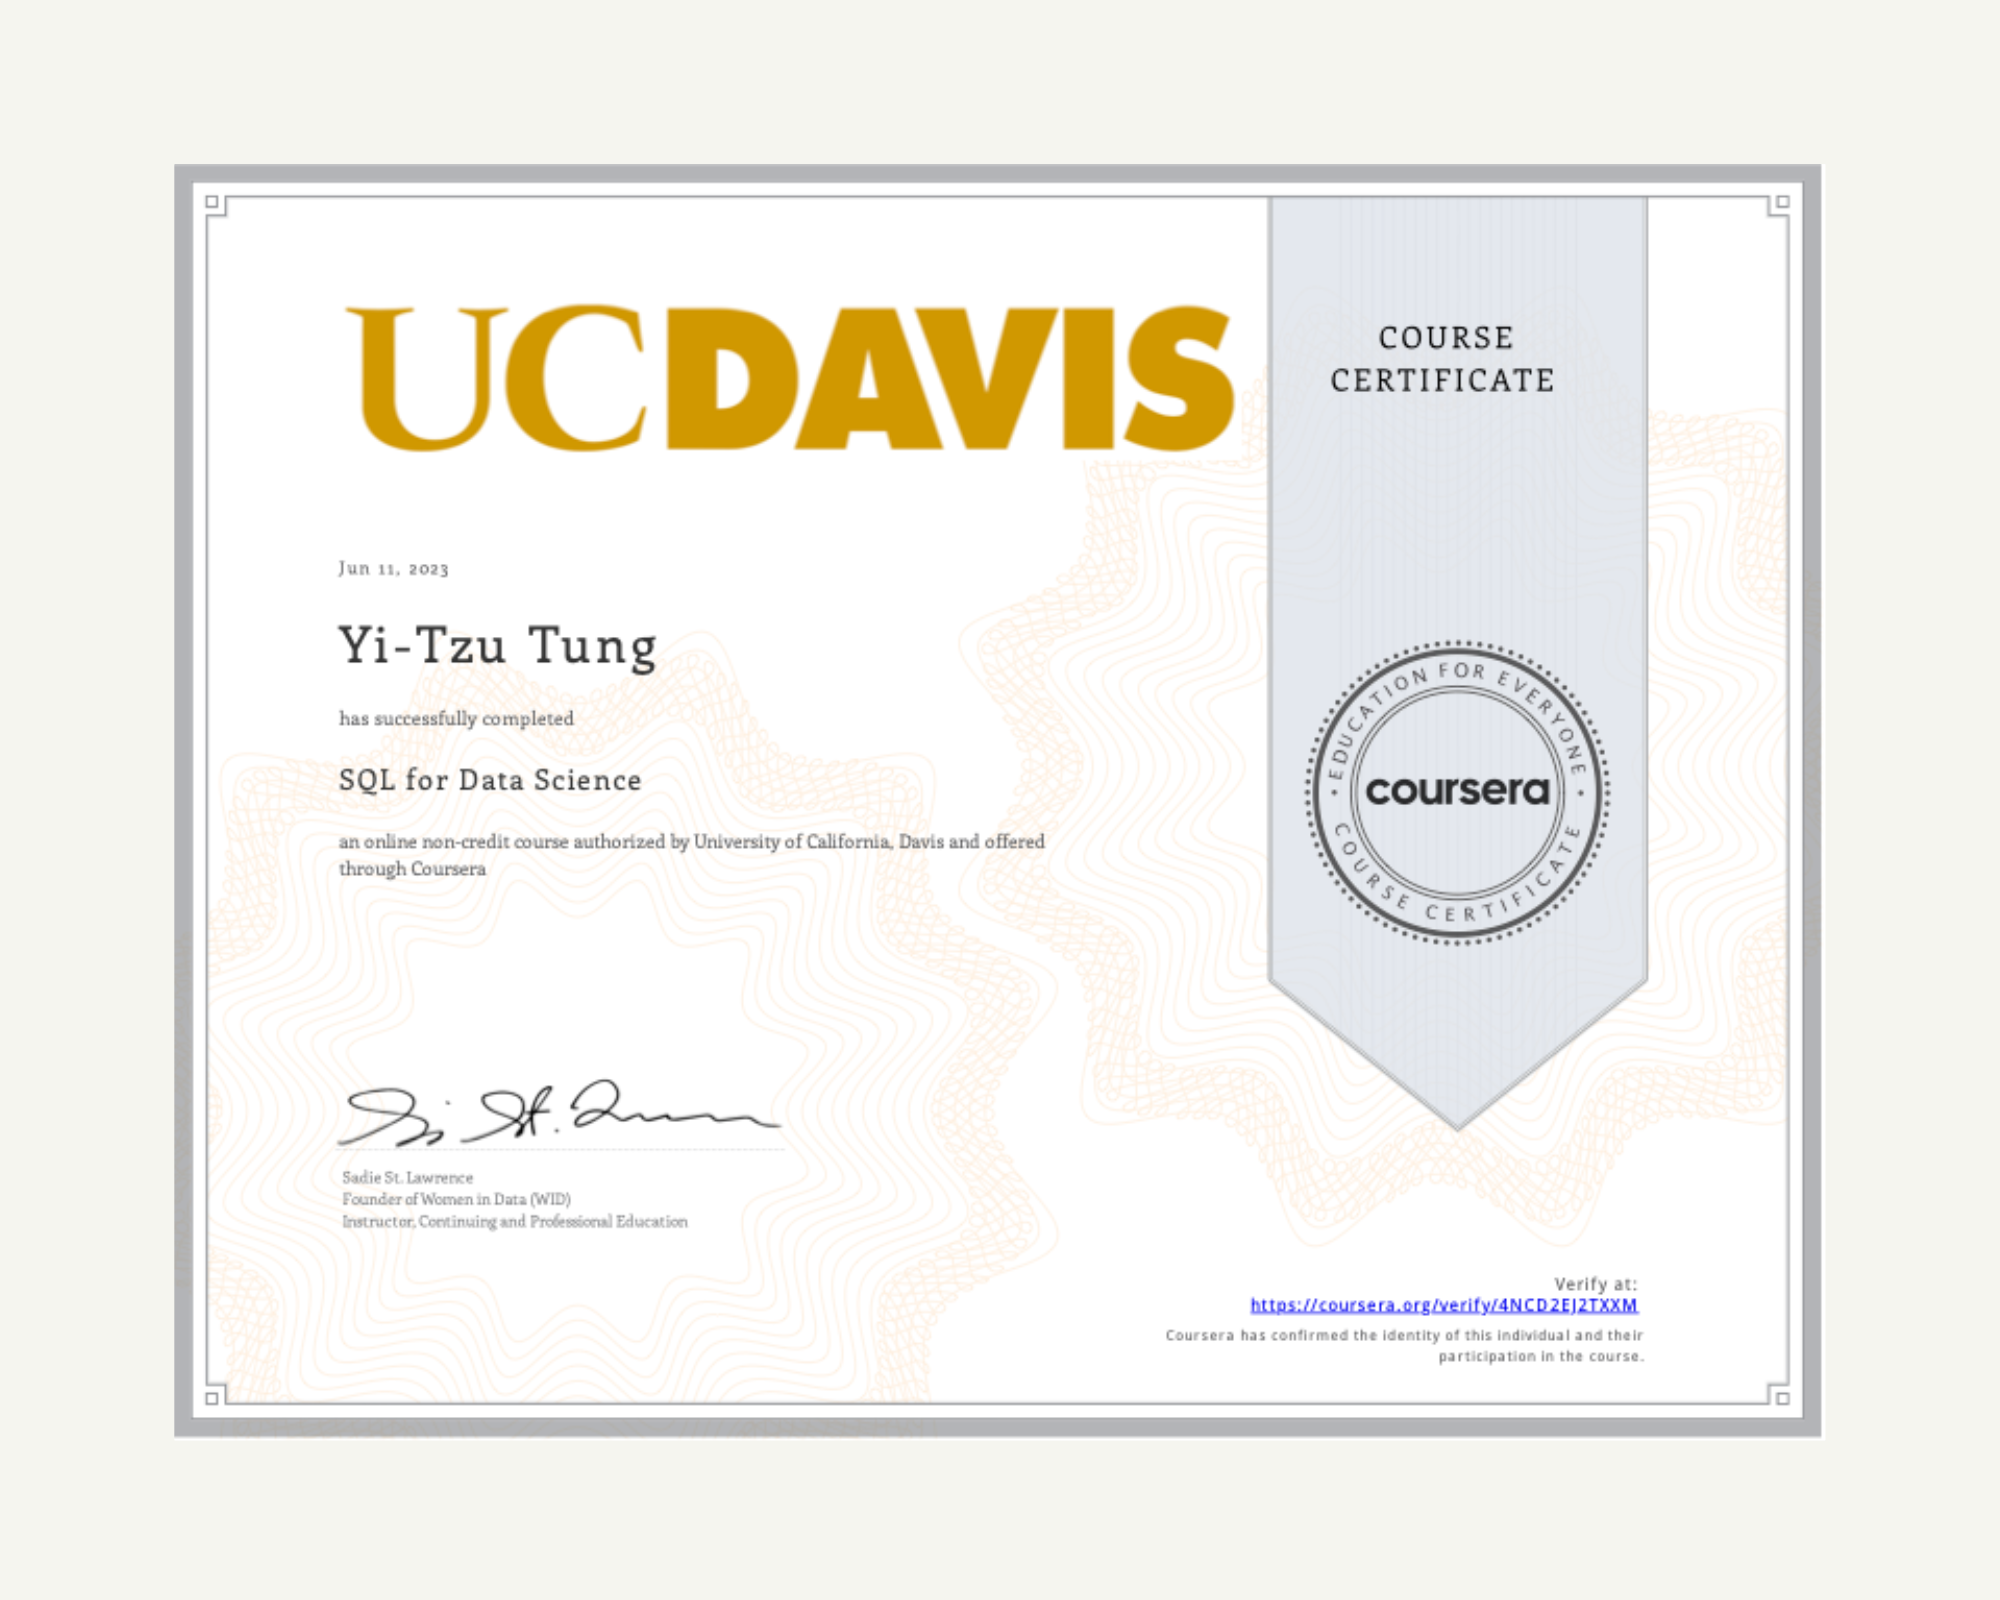 UCDAVIS
COURSE
CERTIFICATE
Jun 11, 2023
Yi-Tzu Tung
has successfully completed
SQL for Data Science
an online non-credit course authorized by University of California, Davis and offered
through Coursera
EDUCATION FOR EVERYONE
coursera
COURSE CERTIFICATE
Sadie St. Lawrence
Founder of Women in Data (WID)
Instructor, Continuing and Professional Education
Verify at:
https://coursera.org/verify/4NCD2EJ2TXXM
Coursera has confirmed the identity of this individual and their
participation in the course.